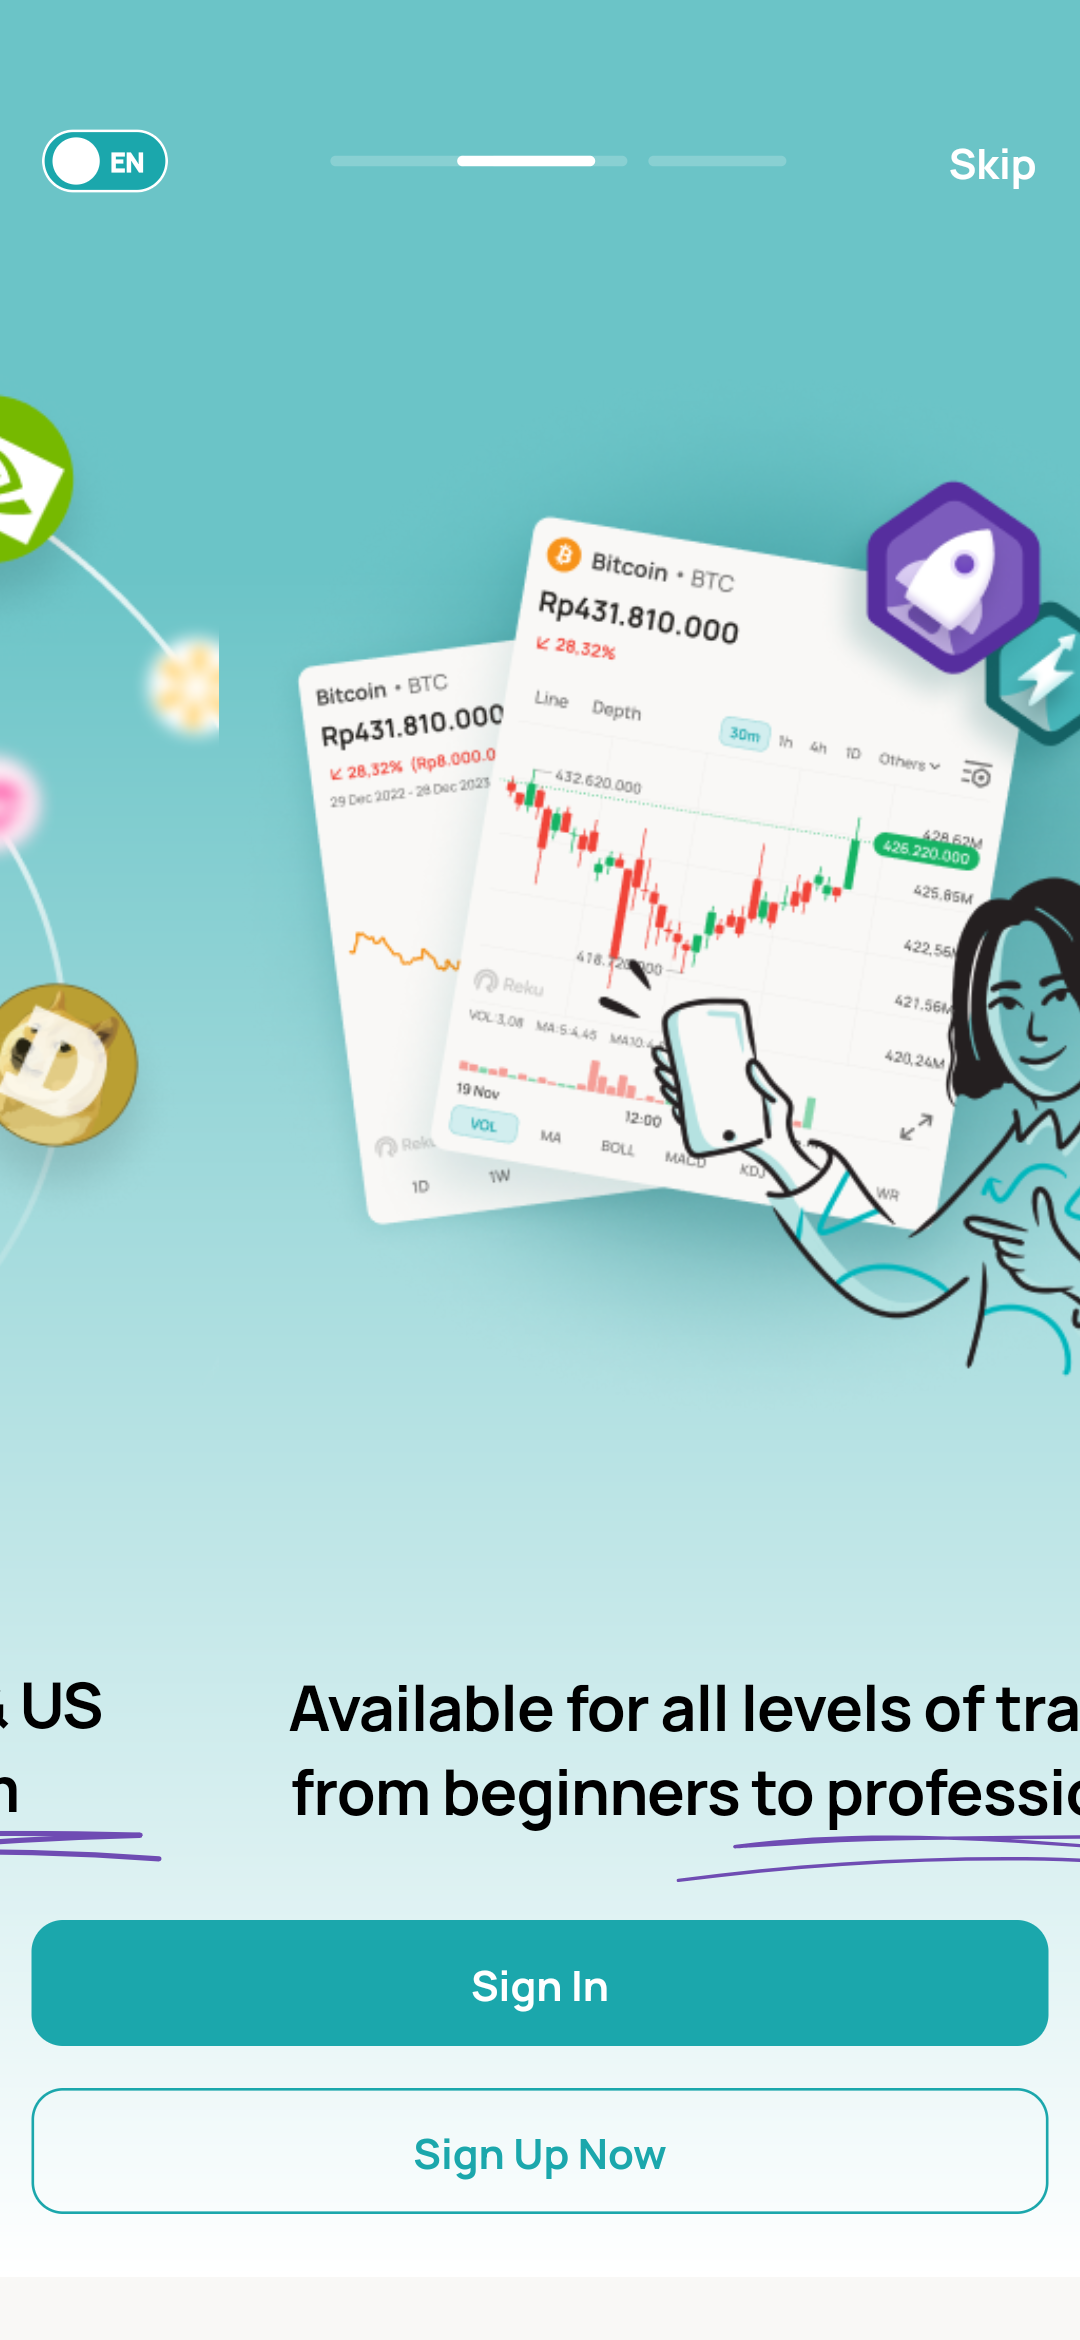 EN
Skip
Bitcoin • BTC
Rp431.810.000
28,32%
Line Depth
30m 1h 4h 1D Others
432.620.000
428,62M
426.220.000
425,85M
422,56M
421.56M
420,24M
Reku
VOL:3,08 MA:5:4,45 MA10:4
19 Nov
12:00
VOL MA BOLL MACD KDJ WR
Bitcoin • BTC
Rp431.810.000
28,32% (Rp8.000.0
29 Dec 2022 - 28 Dec 2023
Reku
1D 1W
& US
Available for all levels of tra
from beginners to professio
Sign In
Sign Up Now